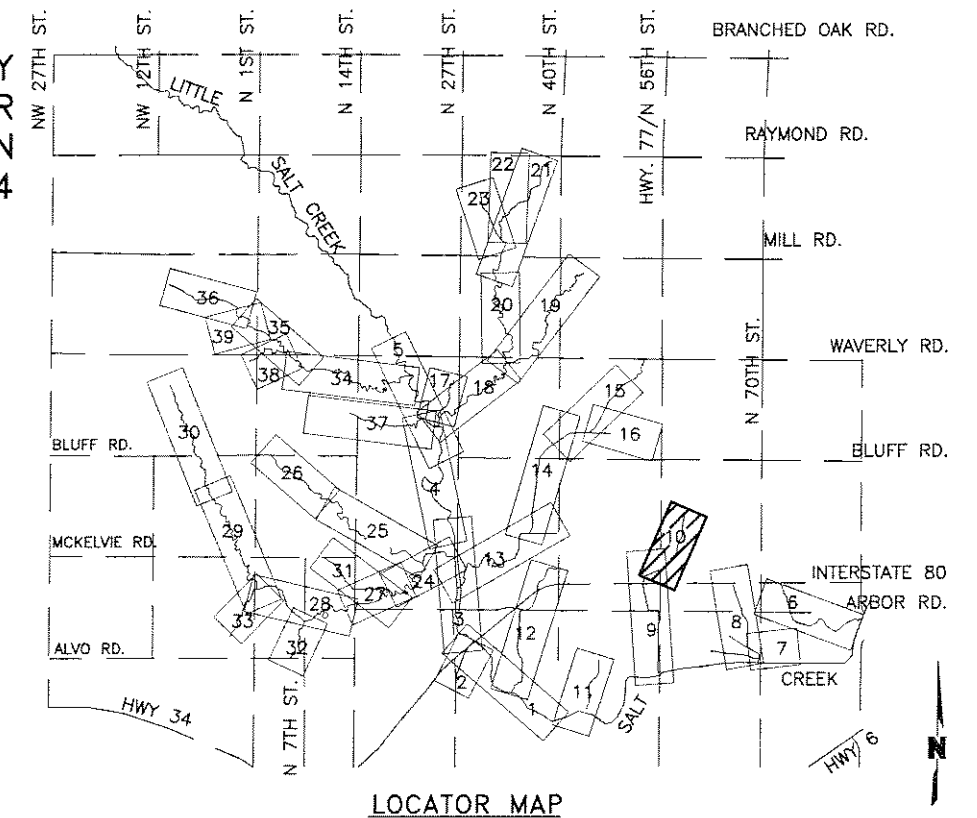 Y
R
N
4
NW 27TH ST.
NW 12TH ST.
N 1ST ST.
N 14TH ST.
N 27TH ST.
N 40TH ST.
HWY. 77/N 56TH ST.
BRANCHED OAK RD.
LITTLE
SALT CREEK
RAYMOND RD.
22
21
23
MILL RD.
36
20
19
39
35
5
N 70TH ST.
WAVERLY RD.
38
34
17
18
15
37
16
30
BLUFF RD.
BLUFF RD.
26
14
4
29
25
10
MCKELVIE RD.
31
13
INTERSTATE 80
24
27
28
6
ARBOR RD.
33
3
12
9
8
32
7
ALVO RD.
2
11
CREEK
SALT
1
HWY 34
N 7TH ST.
HWY 6
N
LOCATOR MAP